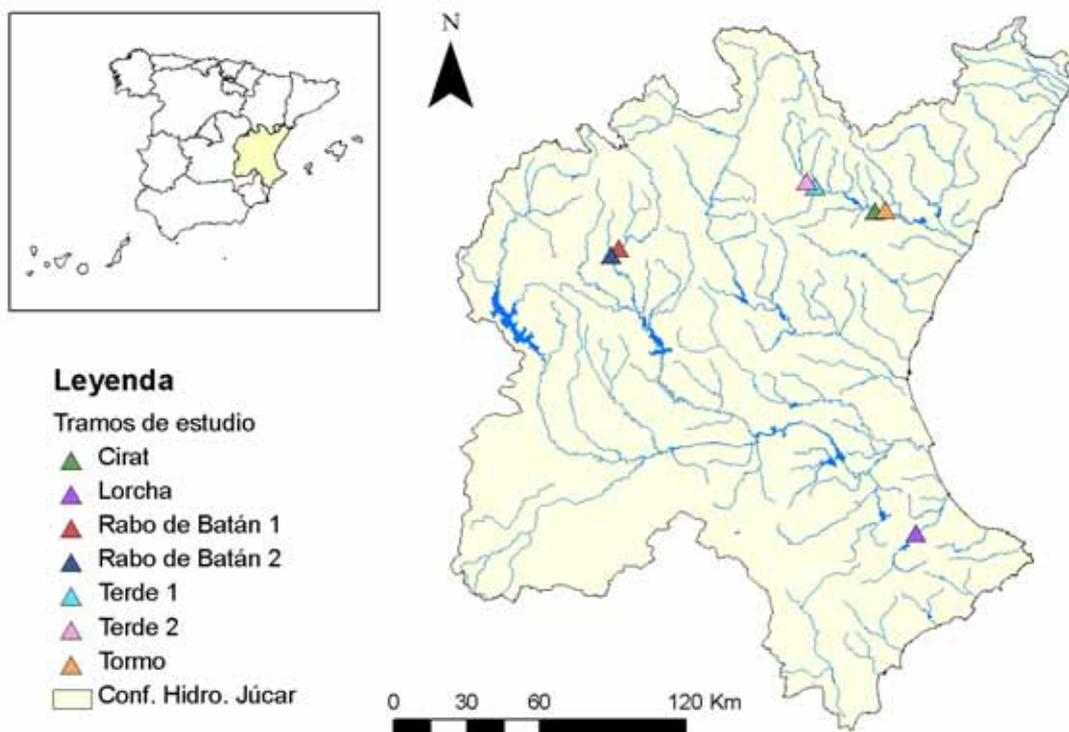 N
Leyenda
Tramos de estudio
Cirat
Lorcha
Rabo de Batán 1
Rabo de Batán 2
Terde 1
Terde 2
Tormo
Conf. Hidro. Júcar
0 30 60 120 Km